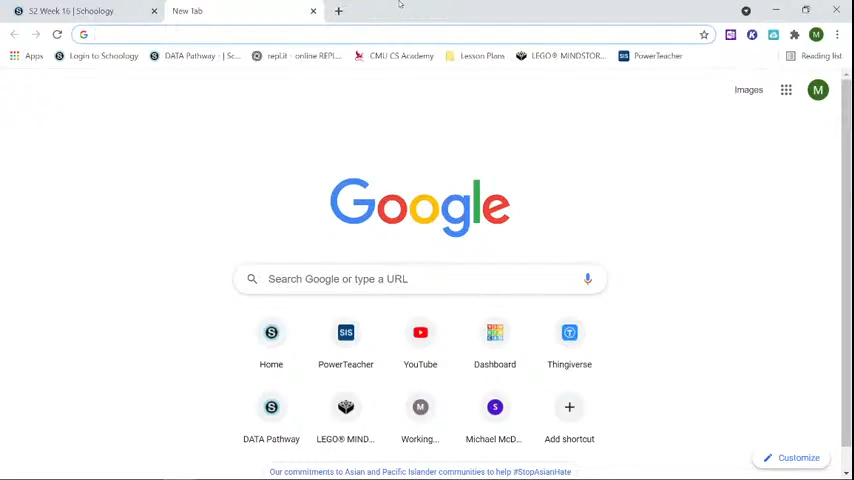 S2 Week 16 | Schoology
New Tab
Apps
Login to Schoology
DATA Pathway - | Sc...
repl.it - online REPL...
CMU CS Academy
Lesson Plans
LEGO® MINDSTOR...
PowerTeacher
Reading list
Images
M
Google
Search Google or type a URL
Home
SIS
PowerTeacher
YouTube
Dashboard
Thingiverse
DATA Pathway
LEGO® MIND...
M
Working...
S
Michael McD...
Add shortcut
Customize
Our commitments to Asian and Pacific Islander communities to help #StopAsianHate